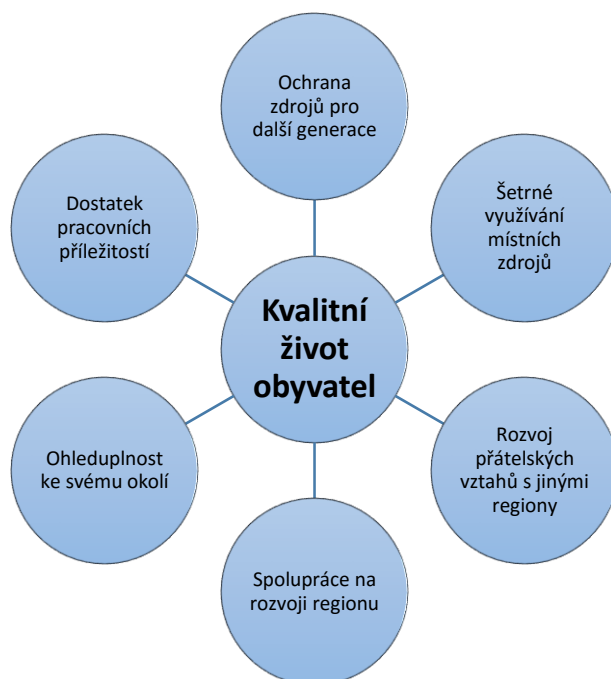 Ochrana
zdrojů pro
další generace
Dostatek
pracovních
příležitostí
Šetrné
využívání
místních
zdrojů
Kvalitní
život
obyvatel
Ohleduplnost
ke svému okolí
Rozvoj
přátelských
vztahů s jinými
regiony
Spolupráce na
rozvoji regionu